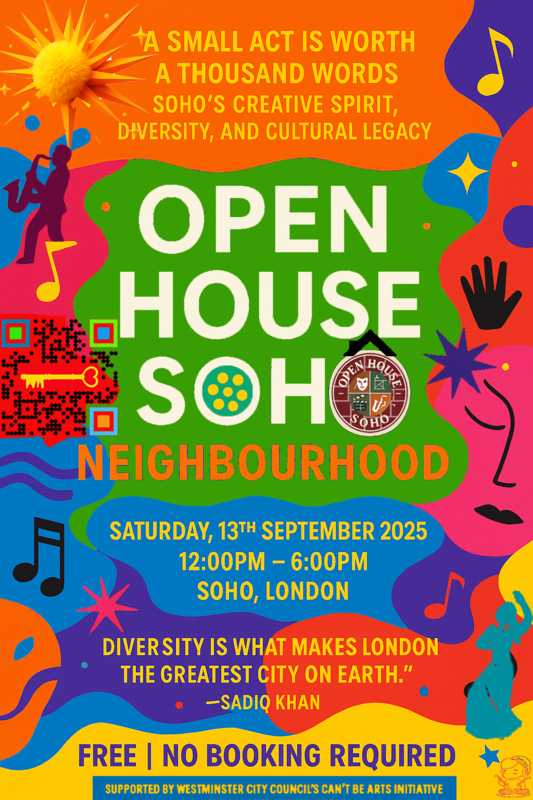 A SMALL ACT IS WORTH
A THOUSAND WORDS
SOHO'S CREATIVE SPIRIT,
DIVERSITY, AND CULTURAL LEGACY
OPEN
HOUSE
SOHO
OPEN HOUSE
SOHO
NEIGHBOURHOOD
SATURDAY, 13TH SEPTEMBER 2025
12:00PM – 6:00PM
SOHO, LONDON
DIVERSITY IS WHAT MAKES LONDON
THE GREATEST CITY ON EARTH."
—SADIQ KHAN
FREE | NO BOOKING REQUIRED
SUPPORTED BY WESTMINSTER CITY COUNCIL'S CAN'T BE ARTS INITIATIVE